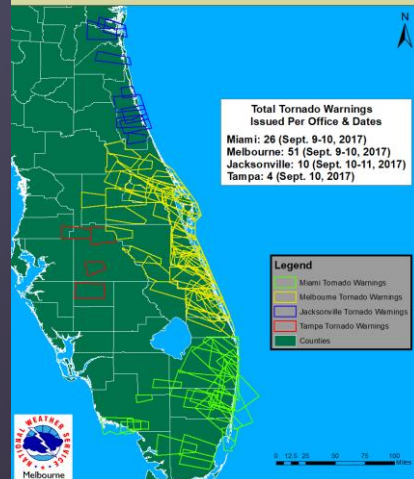 N
Total Tornado Warnings
Issued Per Office & Dates
Miami: 26 (Sept. 9-10, 2017)
Melbourne: 51 (Sept. 9-10, 2017)
Jacksonville: 10 (Sept. 10-11, 2017)
Tampa: 4 (Sept. 10, 2017)
Legend
Miami Tornado Warnings
Melbourne Tornado Warnings
Jacksonville Tornado Warnings
Tampa Tornado Warnings
Counties
NATIONAL WEATHER SERVICE
Melbourne
0 12.5 25 50 75 100
Miles